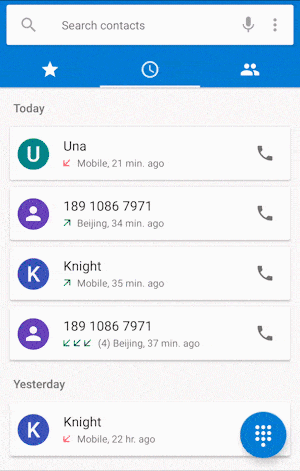 Search contacts
Today
Una
Mobile, 21 min. ago
189 1086 7971
Beijing, 34 min. ago
Knight
Mobile, 35 min. ago
189 1086 7971
(4) Beijing, 37 min. ago
Yesterday
Knight
Mobile, 22 hr. ago
U
K
K